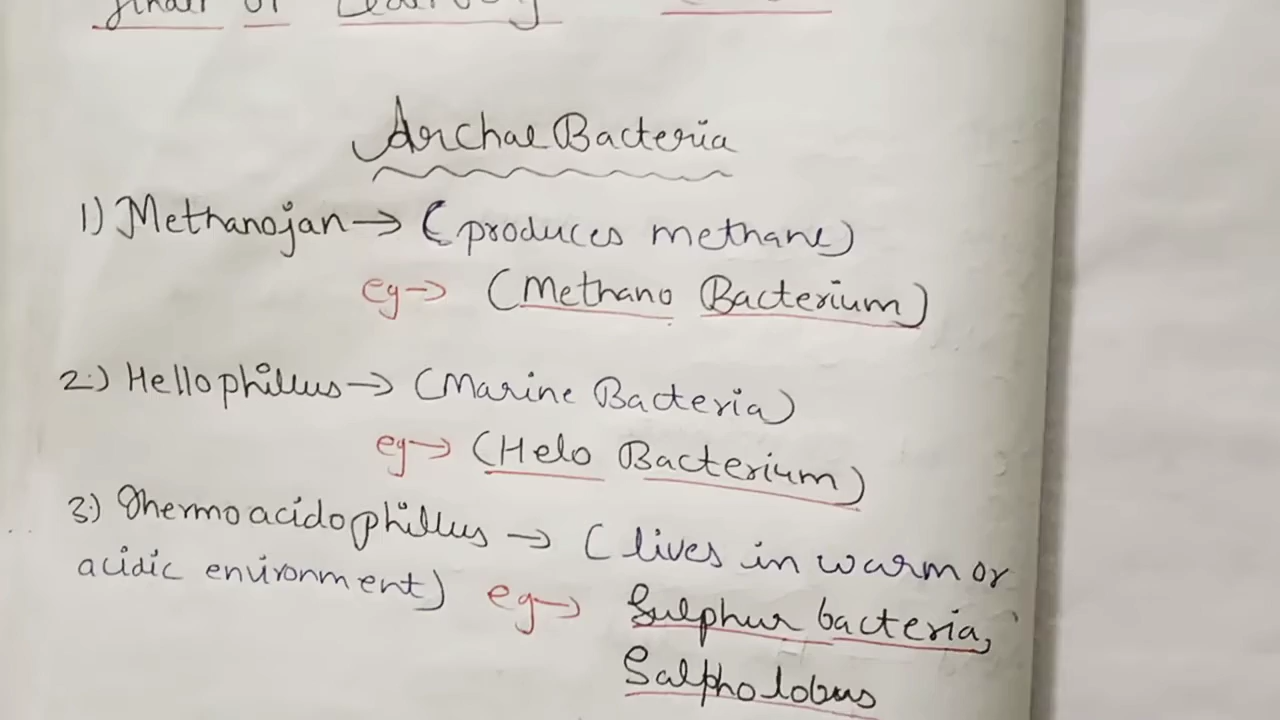 of
Archae Bacteria
1) Methanojan → (produces methane)
eg → (Methano Bacterium)
2.) Hellophillus → (Marine Bacteria)
eg → (Helo Bacterium)
3.) Thermoacidophillus → (lives in warm or
acidic environment) eg → Sulphur bacteria,
Salpholobus